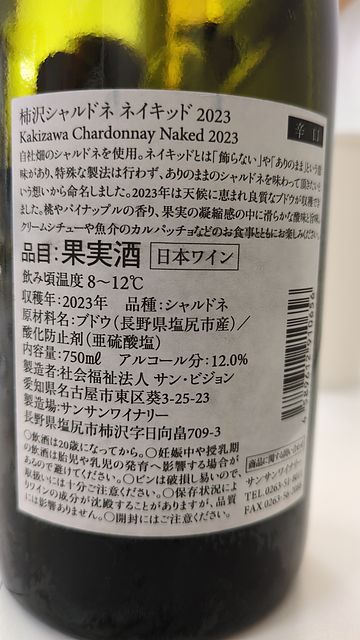 柿沢シャルドネ ネイキッド 2023
Kakizawa Chardonnay Naked 2023
辛口
自社畑のシャルドネを使用。ネイキッドとは「飾らない」や「ありのまま」という意
味があり、特殊な製法は行わず、ありのままのシャルドネを味わって頂きたいと
いう想いから命名しました。2023年は天候に恵まれ良質なブドウが収穫でき
ました。桃やパイナップルの香り、果実の凝縮感の中に滑らかな酸味と旨味。
クリームシチューや魚介のカルパッチョなどのお食事とともにお楽しみください。
品目:果実酒 日本ワイン
飲み頃温度 8～12℃
収穫年:2023年 品種:シャルドネ
原材料名:ブドウ(長野県塩尻市産)/
酸化防止剤(亜硫酸塩)
内容量:750ml アルコール分:12.0%
製造者:社会福祉法人 サン・ビジョン
愛知県名古屋市東区葵3-25-23
製造場:サンサンワイナリー
長野県塩尻市柿沢字日向畠709-3
○飲酒は20歳になってから。○妊娠中や授乳期
の飲酒は胎児や乳児の発育へ影響する場合が
あるので避けてください。○ビンは破損し易いので、
取扱いには十分ご注意ください。○保存状況によ
りワインの成分が沈殿することがありますが、品質
には影響ありません。○開封にはご注意ください。
商品に関する問い合わせ
サンサンワイナリー
TEL.0263-51-
FAX.0263-56-